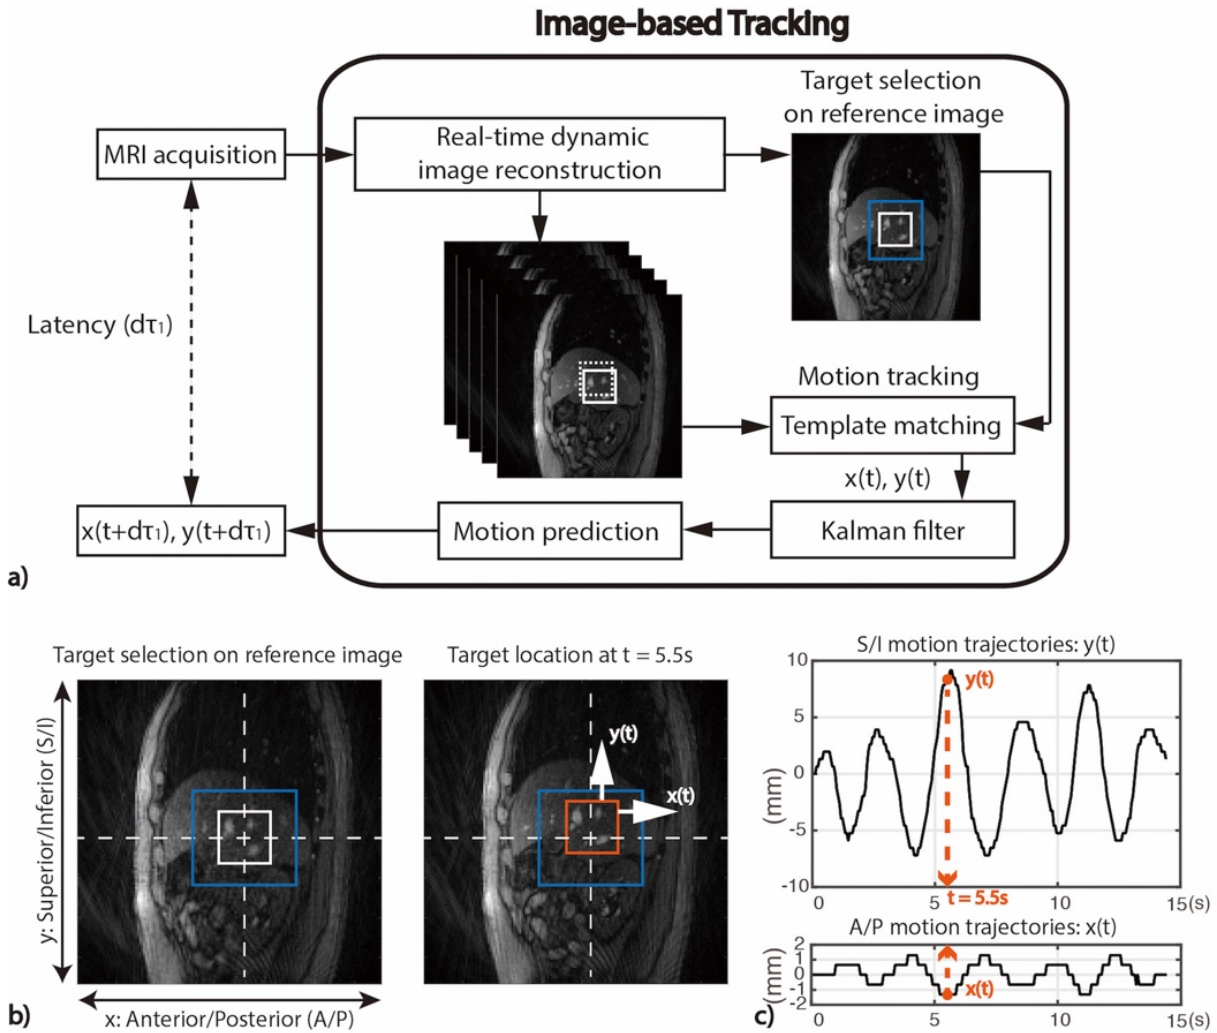 Image-based Tracking
Target selection
on reference image
MRI acquisition
Real-time dynamic
image reconstruction
Latency (dτ1)
Motion tracking
Template matching
x(t), y(t)
x(t+dτ1), y(t+dτ1)
Motion prediction
Kalman filter
a)
Target selection on reference image
y: Superior/Inferior (S/I)
x: Anterior/Posterior (A/P)
b)
Target location at t = 5.5s
y(t)
x(t)
S/I motion trajectories: y(t)
(mm)
10
5
0
-5
-10
y(t)
t = 5.5s
0 5 10 15(s)
A/P motion trajectories: x(t)
(mm)
2
1
0
-1
-2
x(t)
0 5 10 15(s)
c)